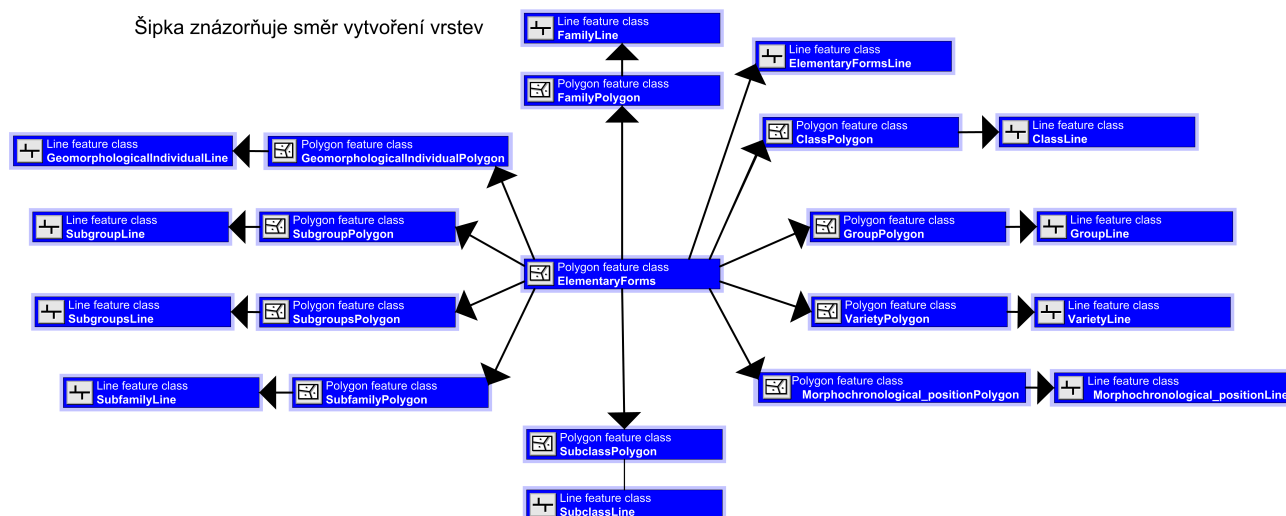 Šipka znázorňuje směr vytvoření vrstev
Line feature class
FamilyLine
Line feature class
ElementaryFormsLine
Polygon feature class
FamilyPolygon
Polygon feature class
ClassPolygon
Line feature class
ClassLine
Line feature class
GeomorphologicalIndividualLine
Polygon feature class
GeomorphologicalIndividualPolygon
Line feature class
SubgroupLine
Polygon feature class
SubgroupPolygon
Polygon feature class
GroupPolygon
Line feature class
GroupLine
Polygon feature class
ElementaryForms
Line feature class
SubgroupsLine
Polygon feature class
SubgroupsPolygon
Polygon feature class
VarietyPolygon
Line feature class
VarietyLine
Line feature class
SubfamilyLine
Polygon feature class
SubfamilyPolygon
Polygon feature class
Morphochronological_positionPolygon
Line feature class
Morphochronological_positionLine
Polygon feature class
SubclassPolygon
Line feature class
SubclassLine